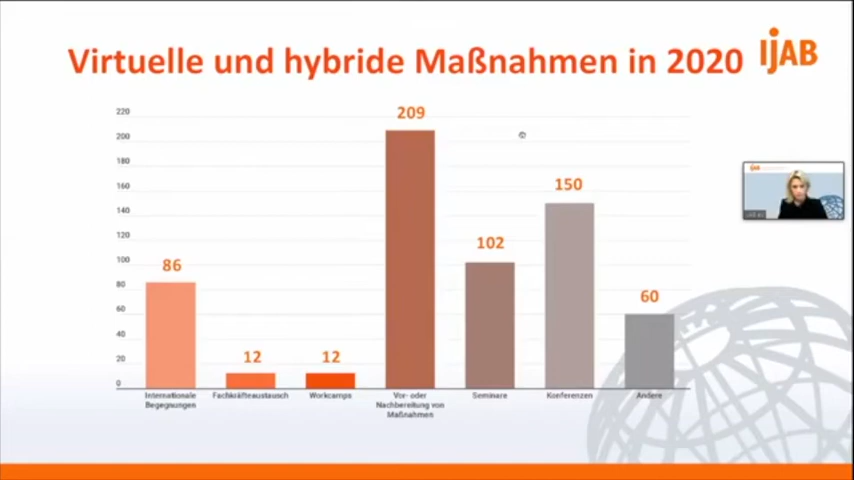 Virtuelle und hybride Maßnahmen in 2020
IJAB
220
200
180
160
140
120
100
80
60
40
20
0
86
12
12
209
102
150
60
Internationale
Begegnungen
Fachkräfteaustausch
Workcamps
Vor- oder
Nachbereitung von
Maßnahmen
Seminare
Konferenzen
Andere